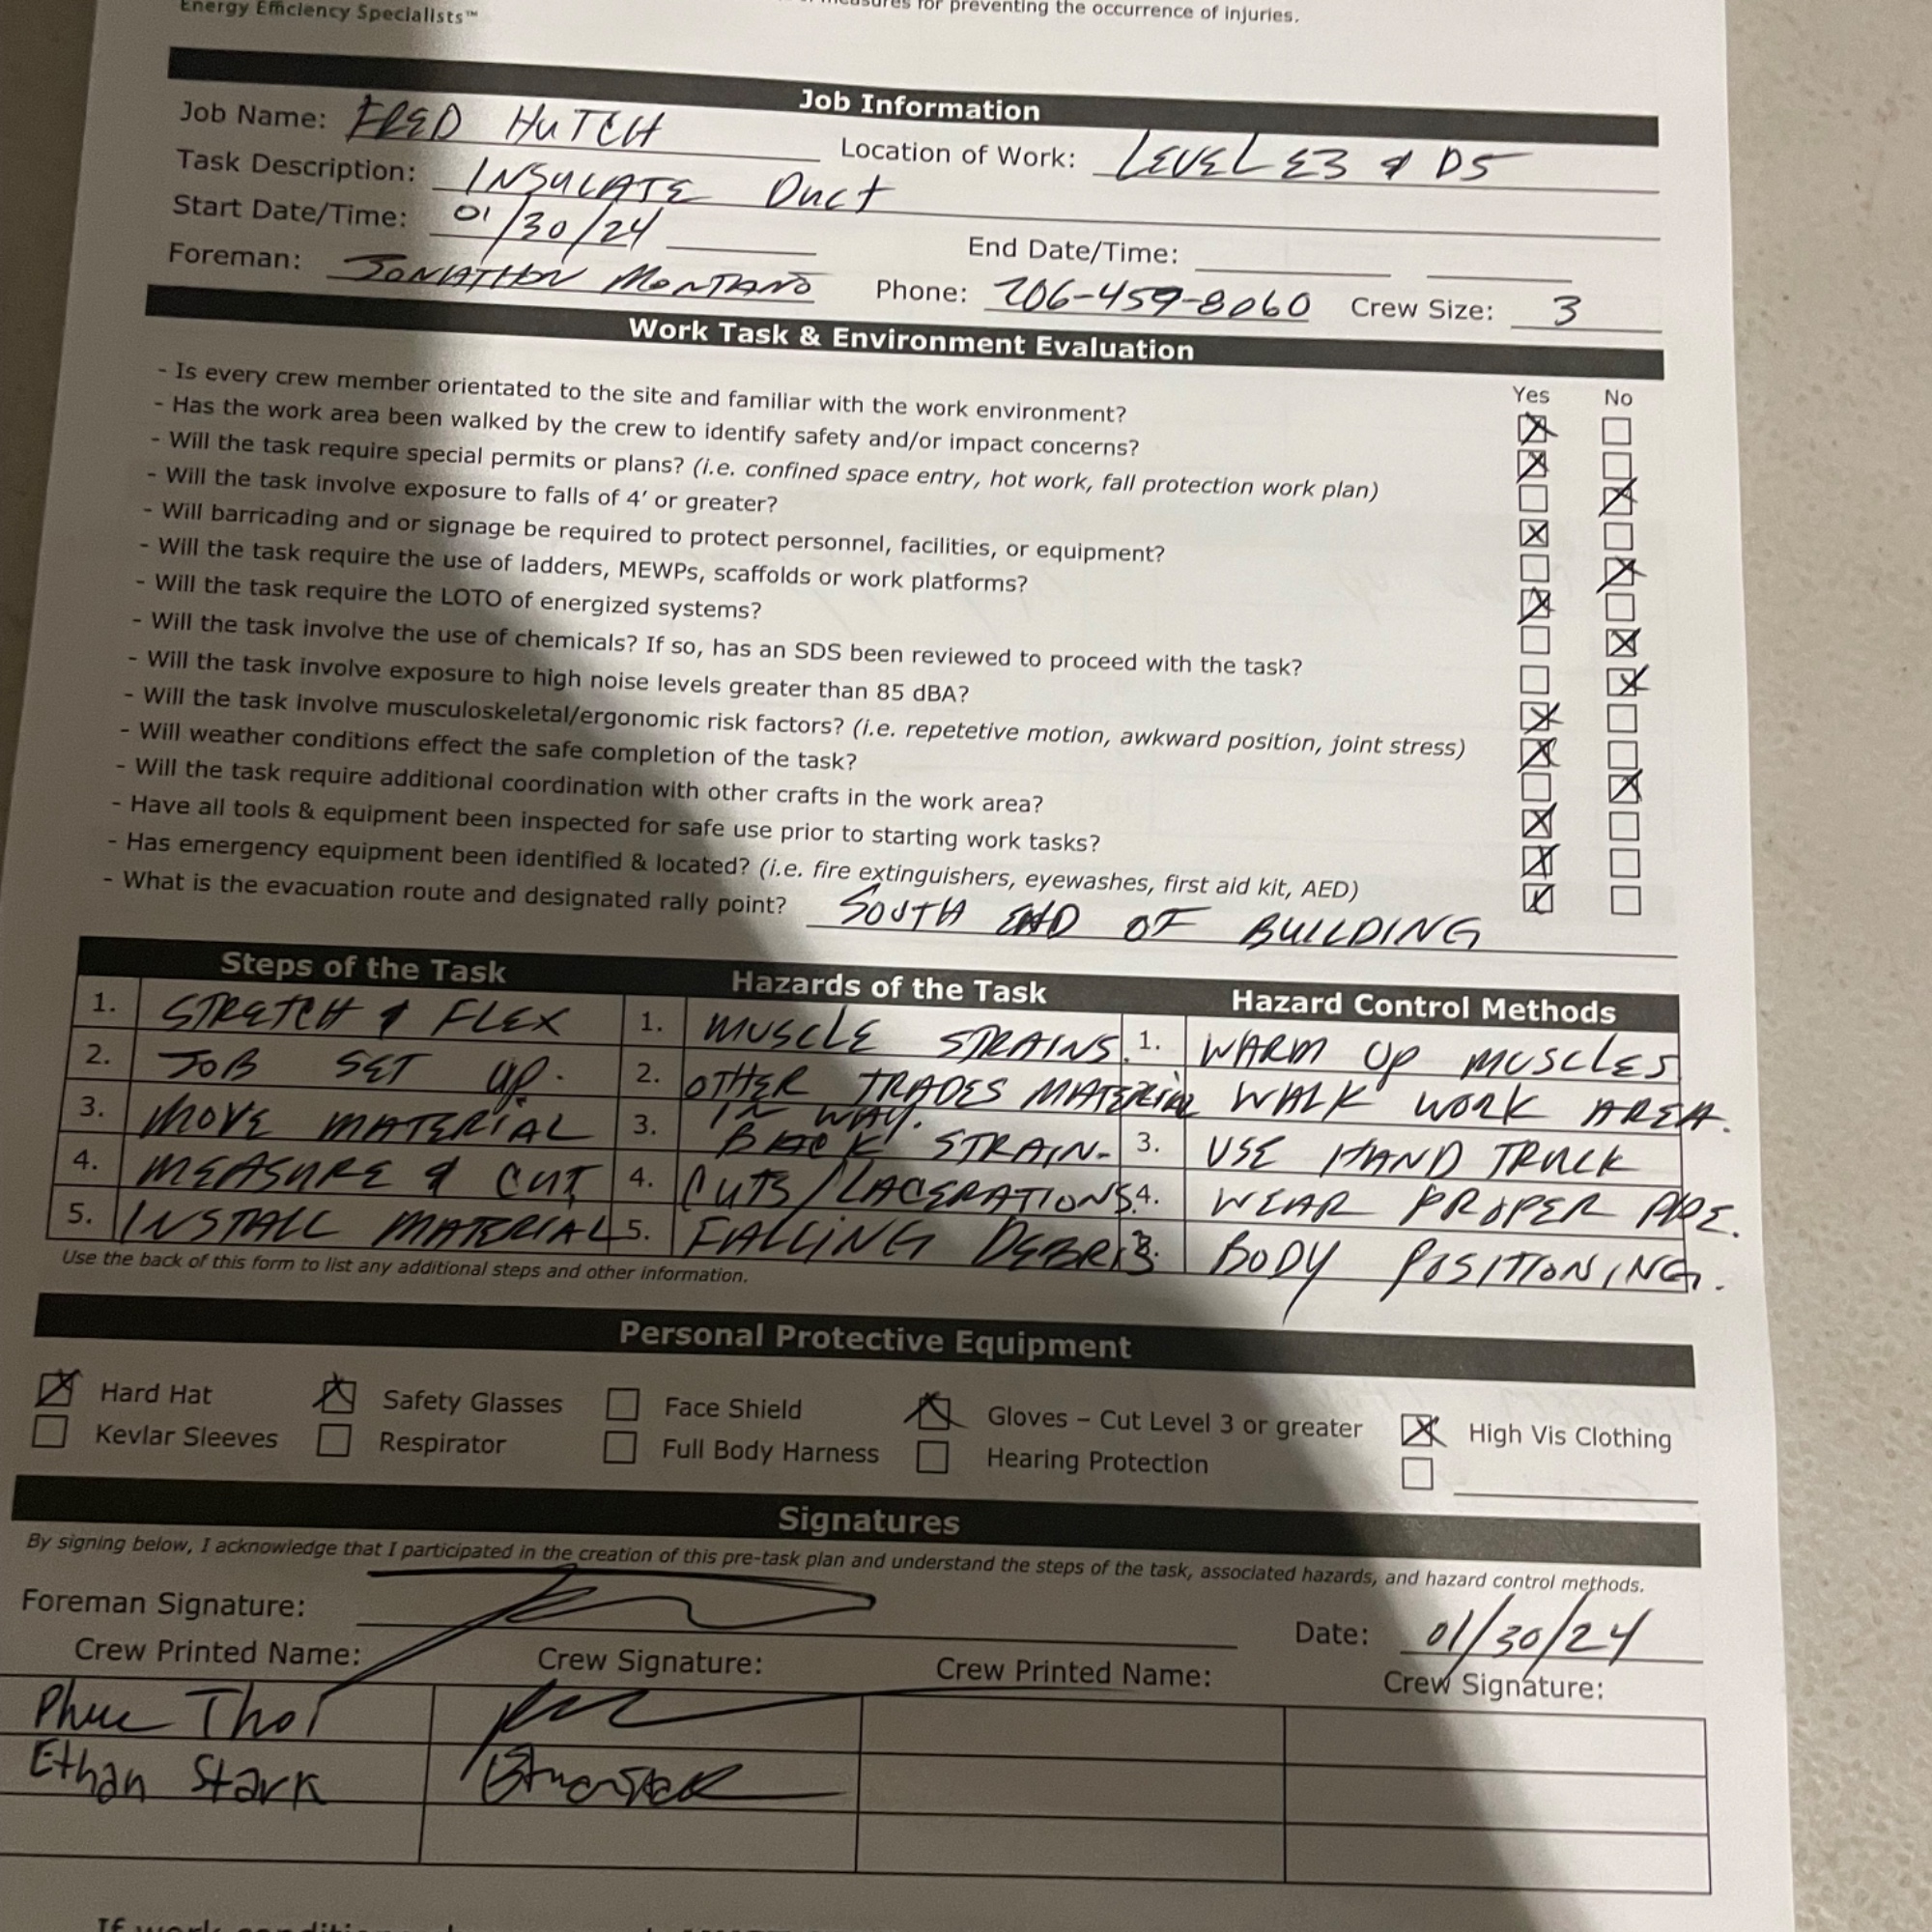 Energy Efficiency Specialists™
measures for preventing the occurrence of injuries.
Job Information
Job Name: FRED HUTCH Location of Work: LEVEL E3 & D5
Task Description: INSULATE Duct
Start Date/Time: 01/30/24 End Date/Time:
Foreman: JONATHON MONTANO Phone: 206-459-8060 Crew Size: 3
Work Task & Environment Evaluation
Yes No
- Is every crew member orientated to the site and familiar with the work environment?
- Has the work area been walked by the crew to identify safety and/or impact concerns?
- Will the task require special permits or plans? (i.e. confined space entry, hot work, fall protection work plan)
- Will the task involve exposure to falls of 4' or greater?
- Will barricading and or signage be required to protect personnel, facilities, or equipment?
- Will the task require the use of ladders, MEWPs, scaffolds or work platforms?
- Will the task require the LOTO of energized systems?
- Will the task involve the use of chemicals? If so, has an SDS been reviewed to proceed with the task?
- Will the task involve exposure to high noise levels greater than 85 dBA?
- Will the task involve musculoskeletal/ergonomic risk factors? (i.e. repetetive motion, awkward position, joint stress)
- Will weather conditions effect the safe completion of the task?
- Will the task require additional coordination with other crafts in the work area?
- Have all tools & equipment been inspected for safe use prior to starting work tasks?
- Has emergency equipment been identified & located? (i.e. fire extinguishers, eyewashes, first aid kit, AED)
- What is the evacuation route and designated rally point? SOUTH END OF BUILDING
Steps of the Task Hazards of the Task Hazard Control Methods
1. STRETCH & FLEX 1. MUSCLE STRAINS. 1. WARM UP MUSCLES
2. JOB SET UP. 2. OTHER TRADES MATERIAL IN WAY. WALK WORK AREA.
3. MOVE MATERIAL 3. BACK STRAIN. 3. USE HAND TRUCK
4. MEASURE & CUT 4. CUTS/LACERATIONS. 4. WEAR PROPER PPE.
5. INSTALL MATERIAL 5. FALLING DEBRIS. BODY POSITIONING.
Use the back of this form to list any additional steps and other information.
Personal Protective Equipment
Hard Hat Safety Glasses Face Shield Gloves – Cut Level 3 or greater High Vis Clothing
Kevlar Sleeves Respirator Full Body Harness Hearing Protection
Signatures
By signing below, I acknowledge that I participated in the creation of this pre-task plan and understand the steps of the task, associated hazards, and hazard control methods.
Foreman Signature: Date: 01/30/24
Crew Printed Name: Crew Signature: Crew Printed Name: Crew Signature:
Phuc Thoi
Ethan Stark
If work